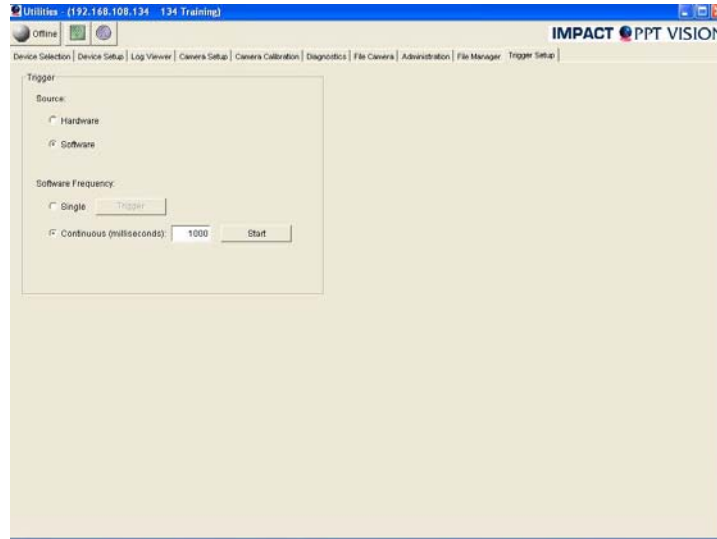 Utilities - (192.168.108.134 134 Training)
Offline
IMPACT PPT VISION
Device Selection Device Setup Log Viewer Camera Setup Camera Calibration Diagnostics File Camera Administration File Manager Trigger Setup
Trigger
Source:
Hardware
Software
Software Frequency:
Single Trigger
Continuous (milliseconds): 1000 Start